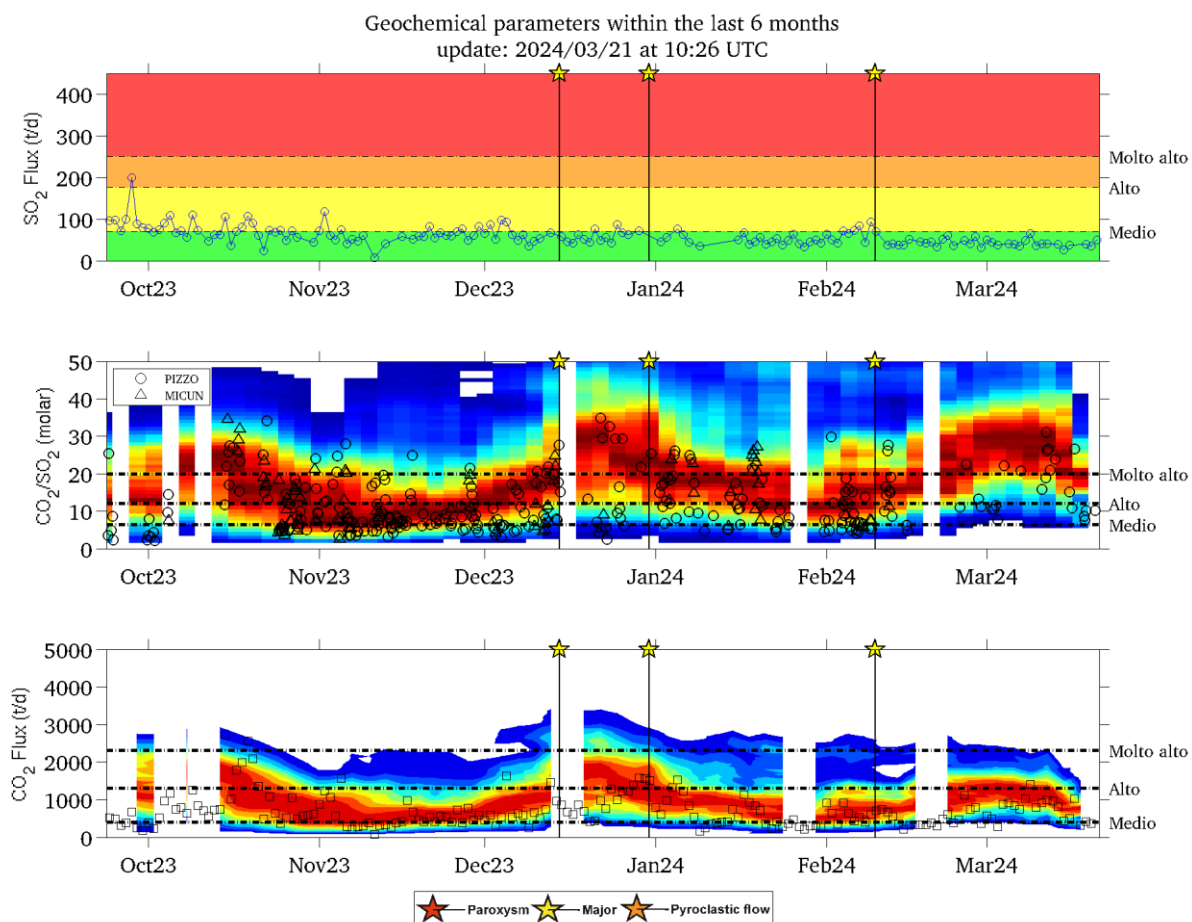 Geochemical parameters within the last 6 months
update: 2024/03/21 at 10:26 UTC
SO2 Flux (t/d)
400
300
200
100
0
Molto alto
Alto
Medio
Oct23 Nov23 Dec23 Jan24 Feb24 Mar24
CO2/SO2 (molar)
50
40
30
20
10
0
PIZZO
MICUN
Molto alto
Alto
Medio
Oct23 Nov23 Dec23 Jan24 Feb24 Mar24
CO2 Flux (t/d)
5000
4000
3000
2000
1000
0
Molto alto
Alto
Medio
Oct23 Nov23 Dec23 Jan24 Feb24 Mar24
Paroxysm Major Pyroclastic flow